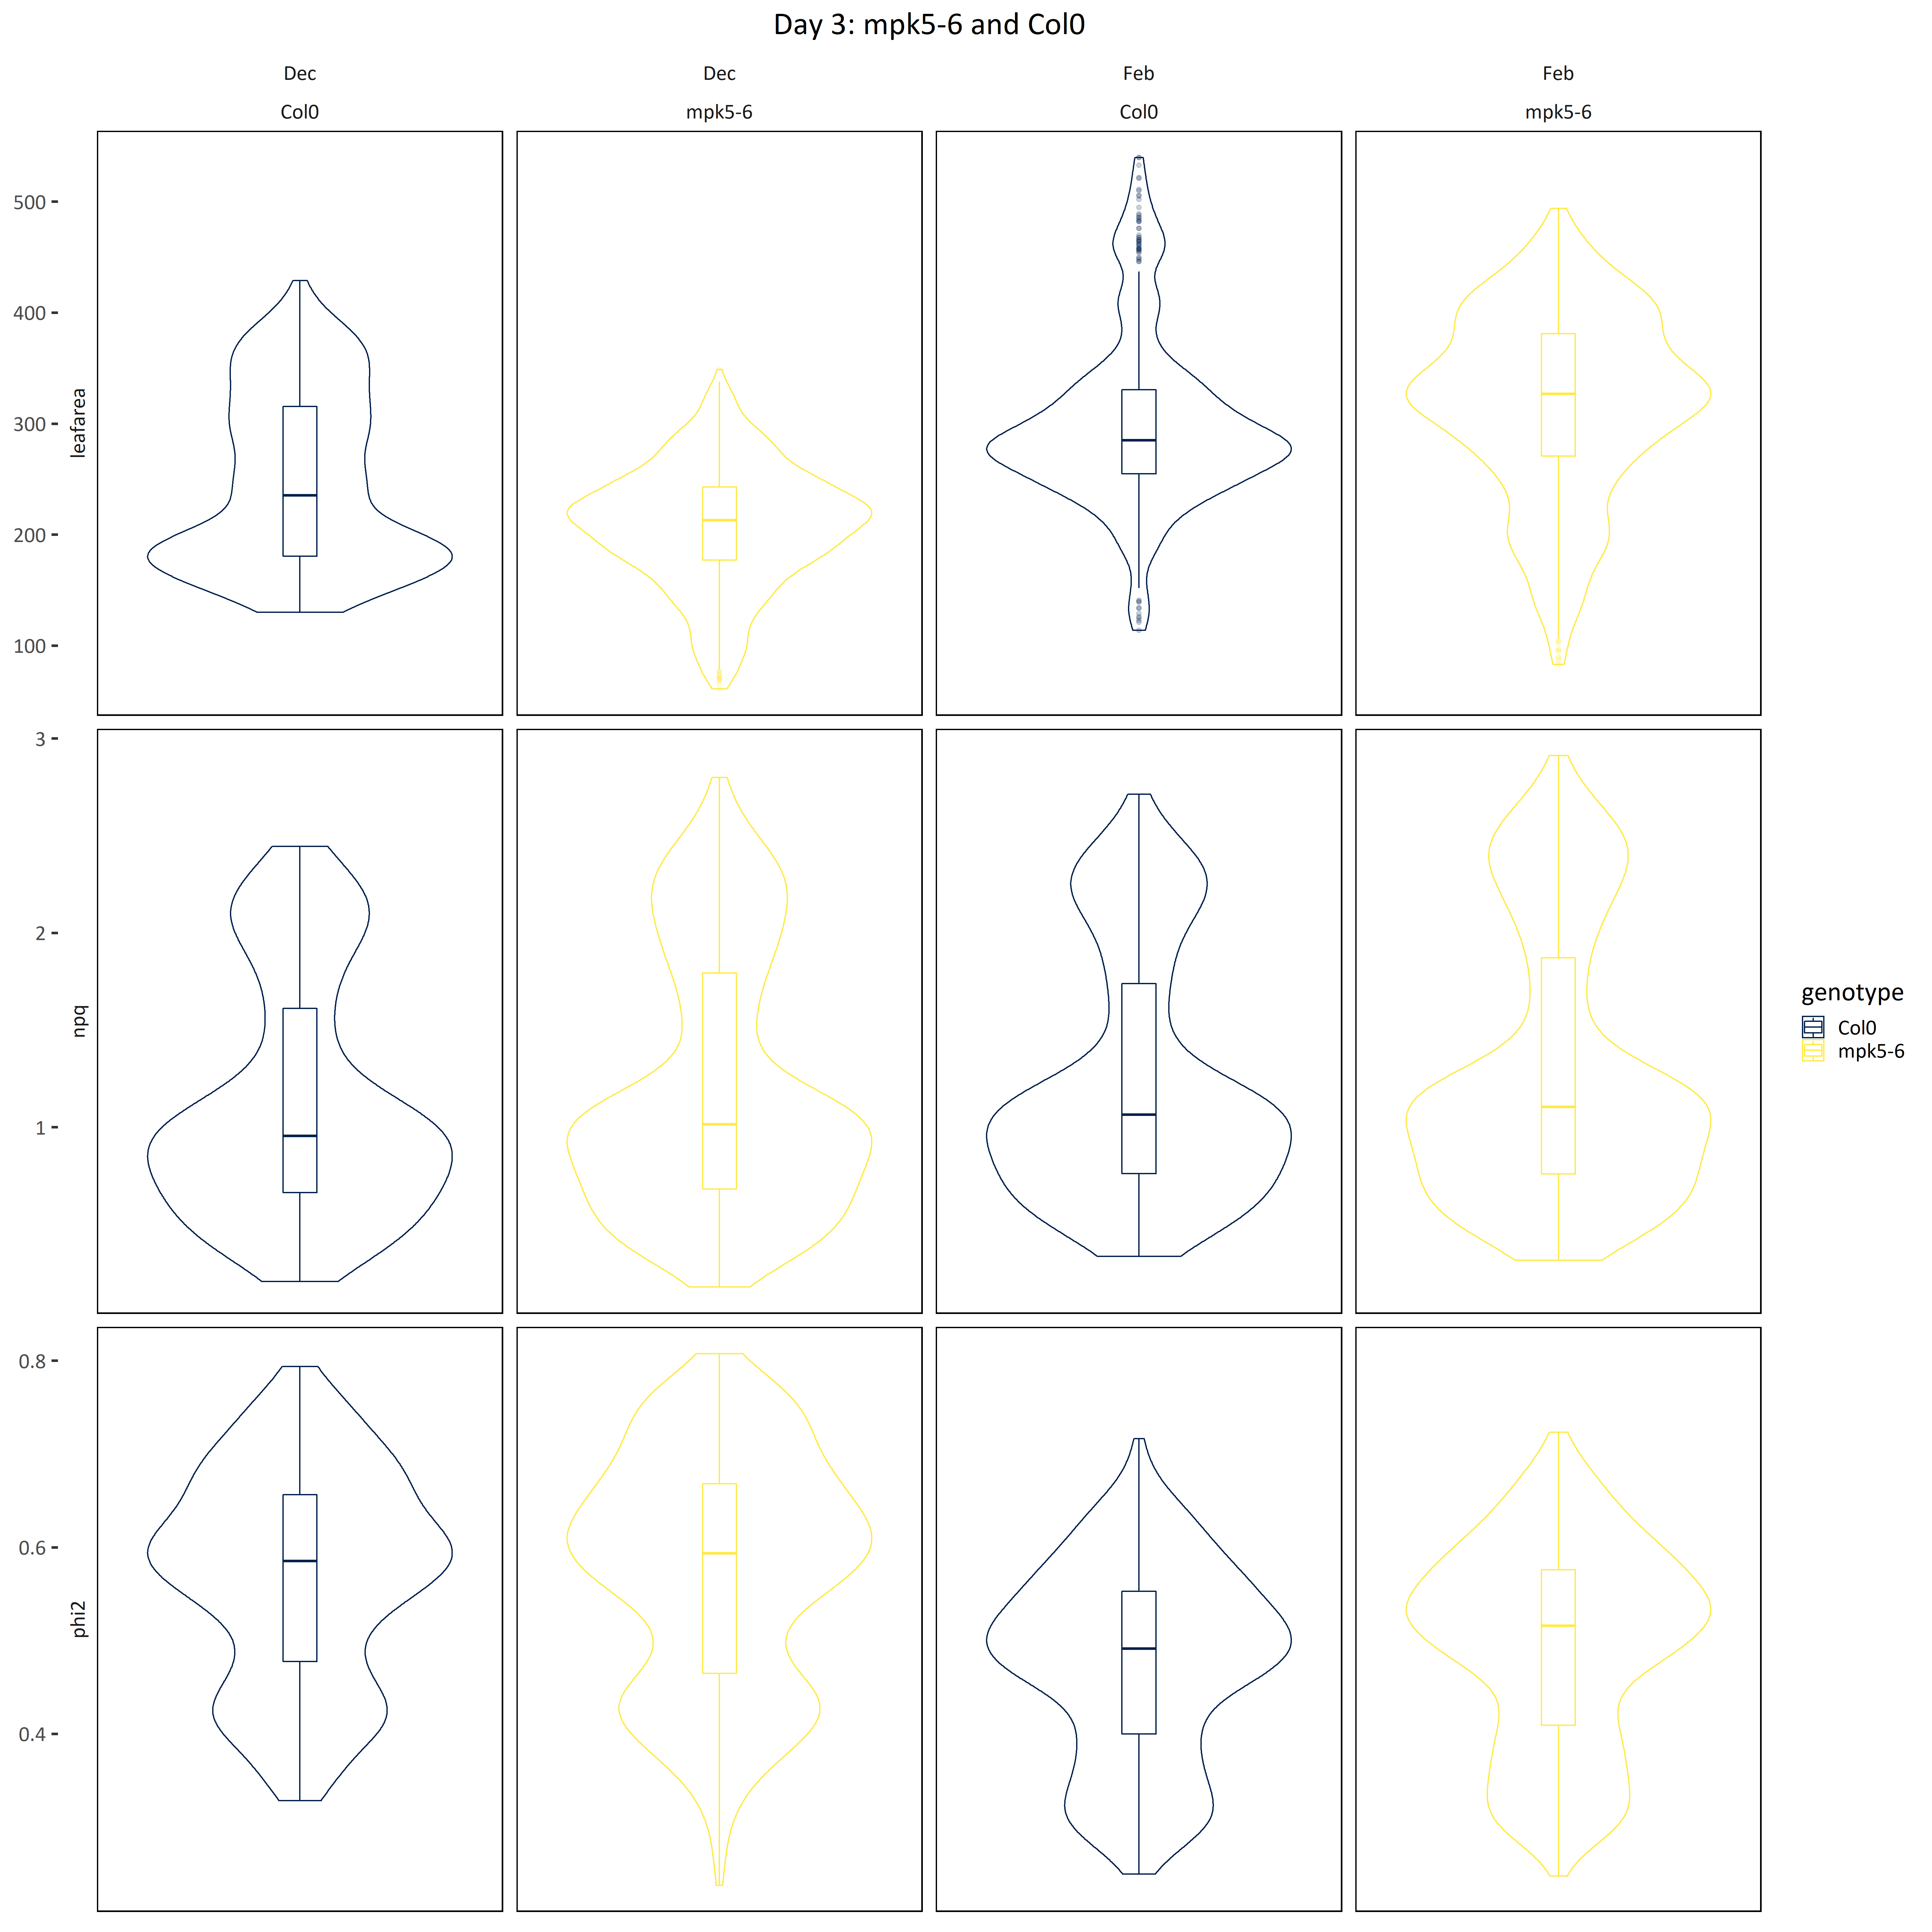 Day 3: mpk5-6 and Col0
Dec
Dec
Feb
Feb
Col0
mpk5-6
Col0
mpk5-6
500
400
300
200
100
leafarea
3
2
1
npq
0.8
0.6
0.4
phi2
genotype
Col0
mpk5-6